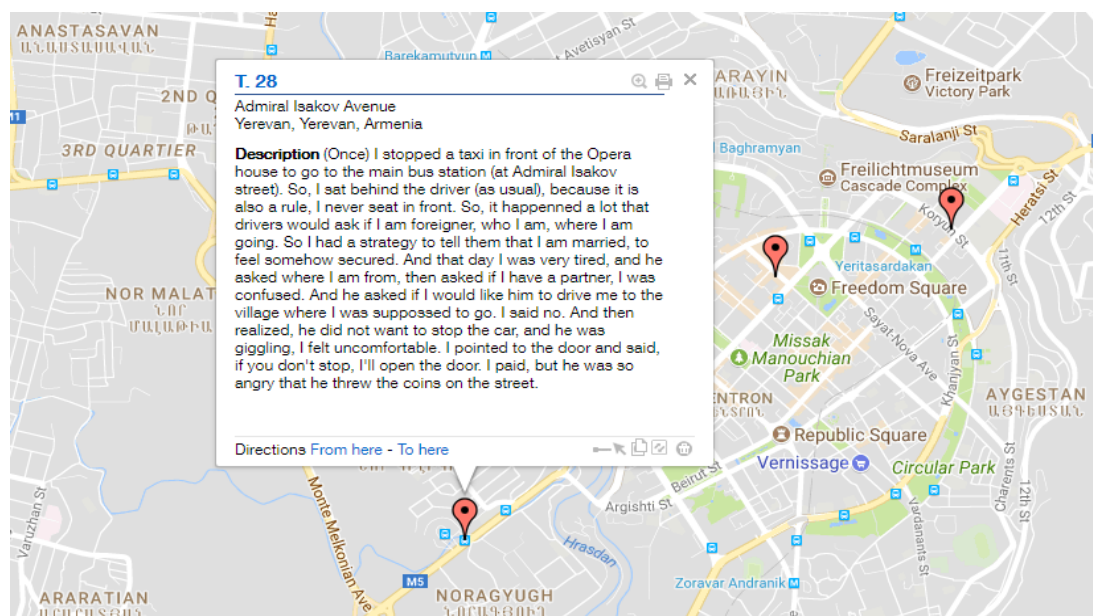 ANASTASAVAN
ԱՆԱՍՏԱՍԱՎԱՆ
Barekamutyun
Avetisyan St
T. 28
Admiral Isakov Avenue
Yerevan, Yerevan, Armenia
Description (Once) I stopped a taxi in front of the Opera
house to go to the main bus station (at Admiral Isakov
street). So, I sat behind the driver (as usual), because it is
also a rule, I never seat in front. So, it happenned a lot that
drivers would ask if I am foreigner, who I am, where I am
going. So I had a strategy to tell them that I am married, to
feel somehow secured. And that day I was very tired, and he
asked where I am from, then asked if I have a partner, I was
confused. And he asked if I would like him to drive me to the
village where I was suppossed to go. I said no. And then
realized, he did not want to stop the car, and he was
giggling, I felt uncomfortable. I pointed to the door and said,
if you don't stop, I'll open the door. I paid, but he was so
angry that he threw the coins on the street.
Directions From here - To here
2ND Q
3RD QUARTIER
NOR MALAT
ՆՈՐ
ՄԱԼԱԹԻԱ
ARAYIN
Freizeitpark
Victory Park
Saralanji St
Baghramyan
Freilichtmuseum
Cascade Complex
Koryun St
Heratsi St
12th St
11th St
Yeritasardakan
Freedom Square
Sayat-Nova Ave
Missak
Manouchian
Park
Khanjyan St
ENTRON
AYGESTAN
ԱՅԳԵՍՏԱՆ
Republic Square
Vernissage
Circular Park
Beirut St
Argishti St
Charents St
12th St
Vardanants St
Monte Melkonian Ave
Varuzhan St
Hrasdan
M5
NORAGYUGH
ՆՈՐԱԳՅՈՒՂ
Zoravar Andranik
ARARATIAN